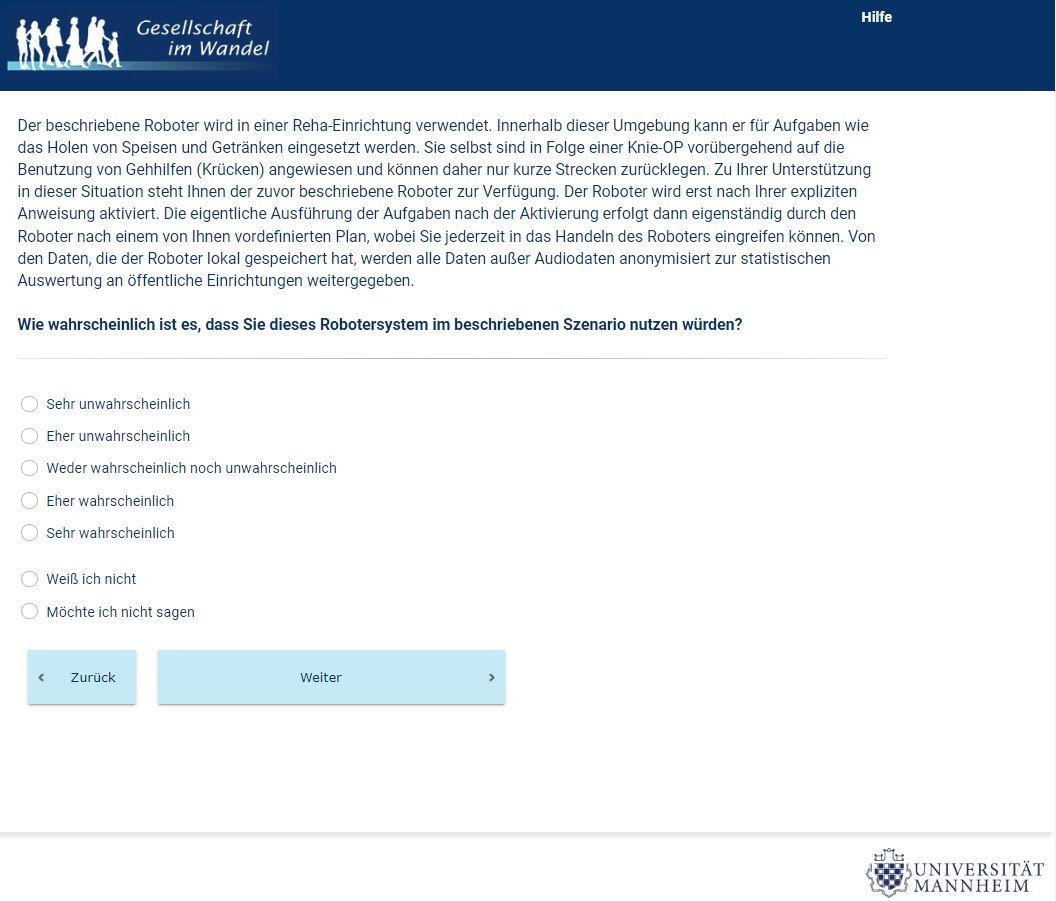 Gesellschaft
im Wandel
Hilfe
Der beschriebene Roboter wird in einer Reha-Einrichtung verwendet. Innerhalb dieser Umgebung kann er für Aufgaben wie
das Holen von Speisen und Getränken eingesetzt werden. Sie selbst sind in Folge einer Knie-OP vorübergehend auf die
Benutzung von Gehhilfen (Krücken) angewiesen und können daher nur kurze Strecken zurücklegen. Zu Ihrer Unterstützung
in dieser Situation steht Ihnen der zuvor beschriebene Roboter zur Verfügung. Der Roboter wird erst nach Ihrer expliziten
Anweisung aktiviert. Die eigentliche Ausführung der Aufgaben nach der Aktivierung erfolgt dann eigenständig durch den
Roboter nach einem von Ihnen vordefinierten Plan, wobei Sie jederzeit in das Handeln des Roboters eingreifen können. Von
den Daten, die der Roboter lokal gespeichert hat, werden alle Daten außer Audiodaten anonymisiert zur statistischen
Auswertung an öffentliche Einrichtungen weitergegeben.
Wie wahrscheinlich ist es, dass Sie dieses Robotersystem im beschriebenen Szenario nutzen würden?
Sehr unwahrscheinlich
Eher unwahrscheinlich
Weder wahrscheinlich noch unwahrscheinlich
Eher wahrscheinlich
Sehr wahrscheinlich
Weiß ich nicht
Möchte ich nicht sagen
Zurück
Weiter
UNIVERSITÄT
MANNHEIM